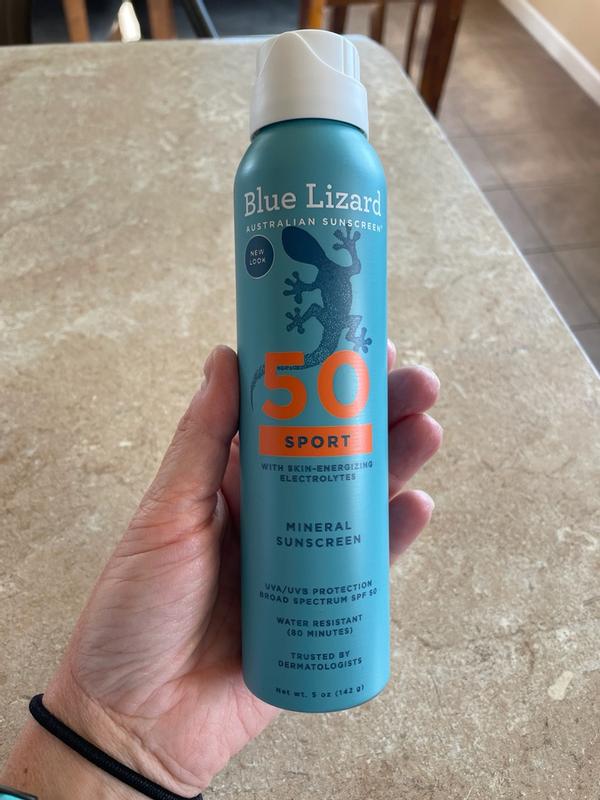 Blue Lizard
AUSTRALIAN SUNSCREEN®
NEW
LOOK
50
SPORT
WITH SKIN-ENERGIZING
ELECTROLYTES
MINERAL
SUNSCREEN
UVA/UVB PROTECTION
BROAD SPECTRUM SPF 50
WATER RESISTANT
(80 MINUTES)
TRUSTED BY
DERMATOLOGISTS
Net wt. 5 oz (142 g)